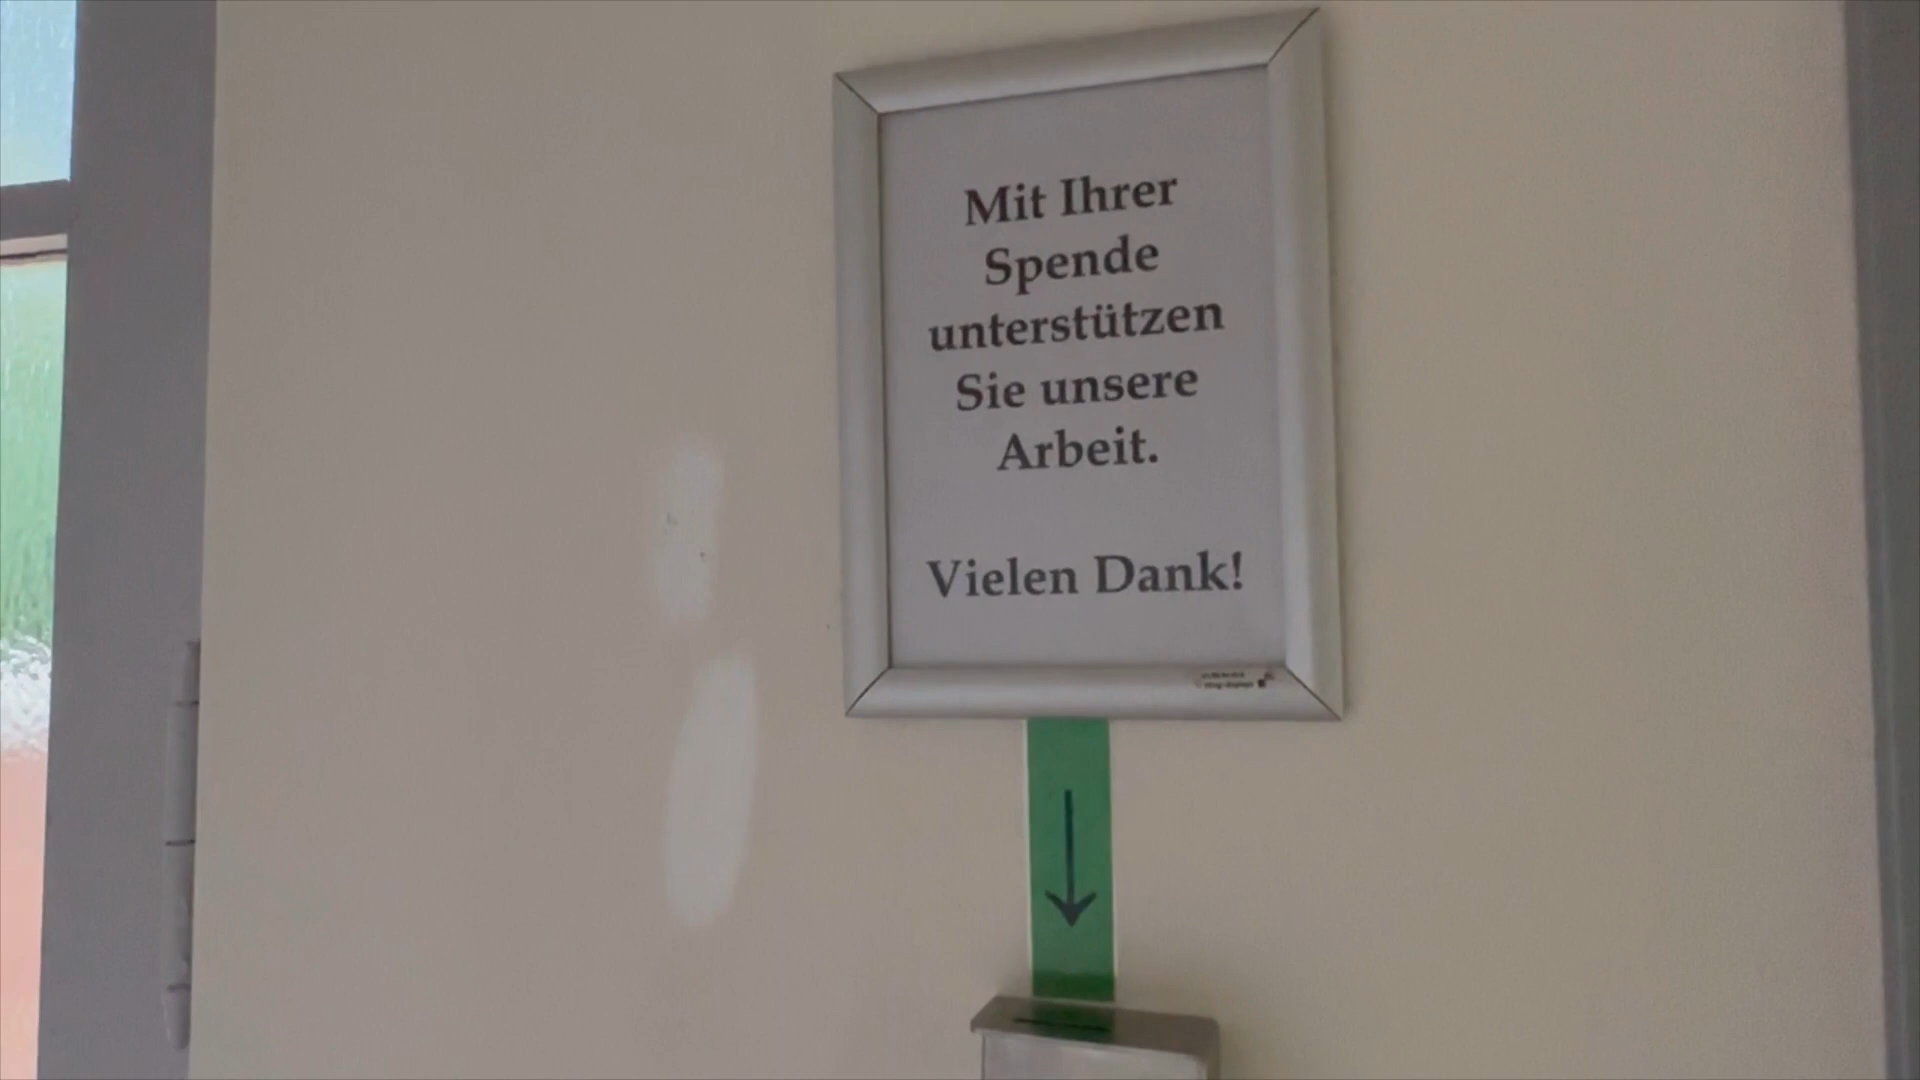 Mit Ihrer
Spende
unterstützen
Sie unsere
Arbeit.
Vielen Dank!